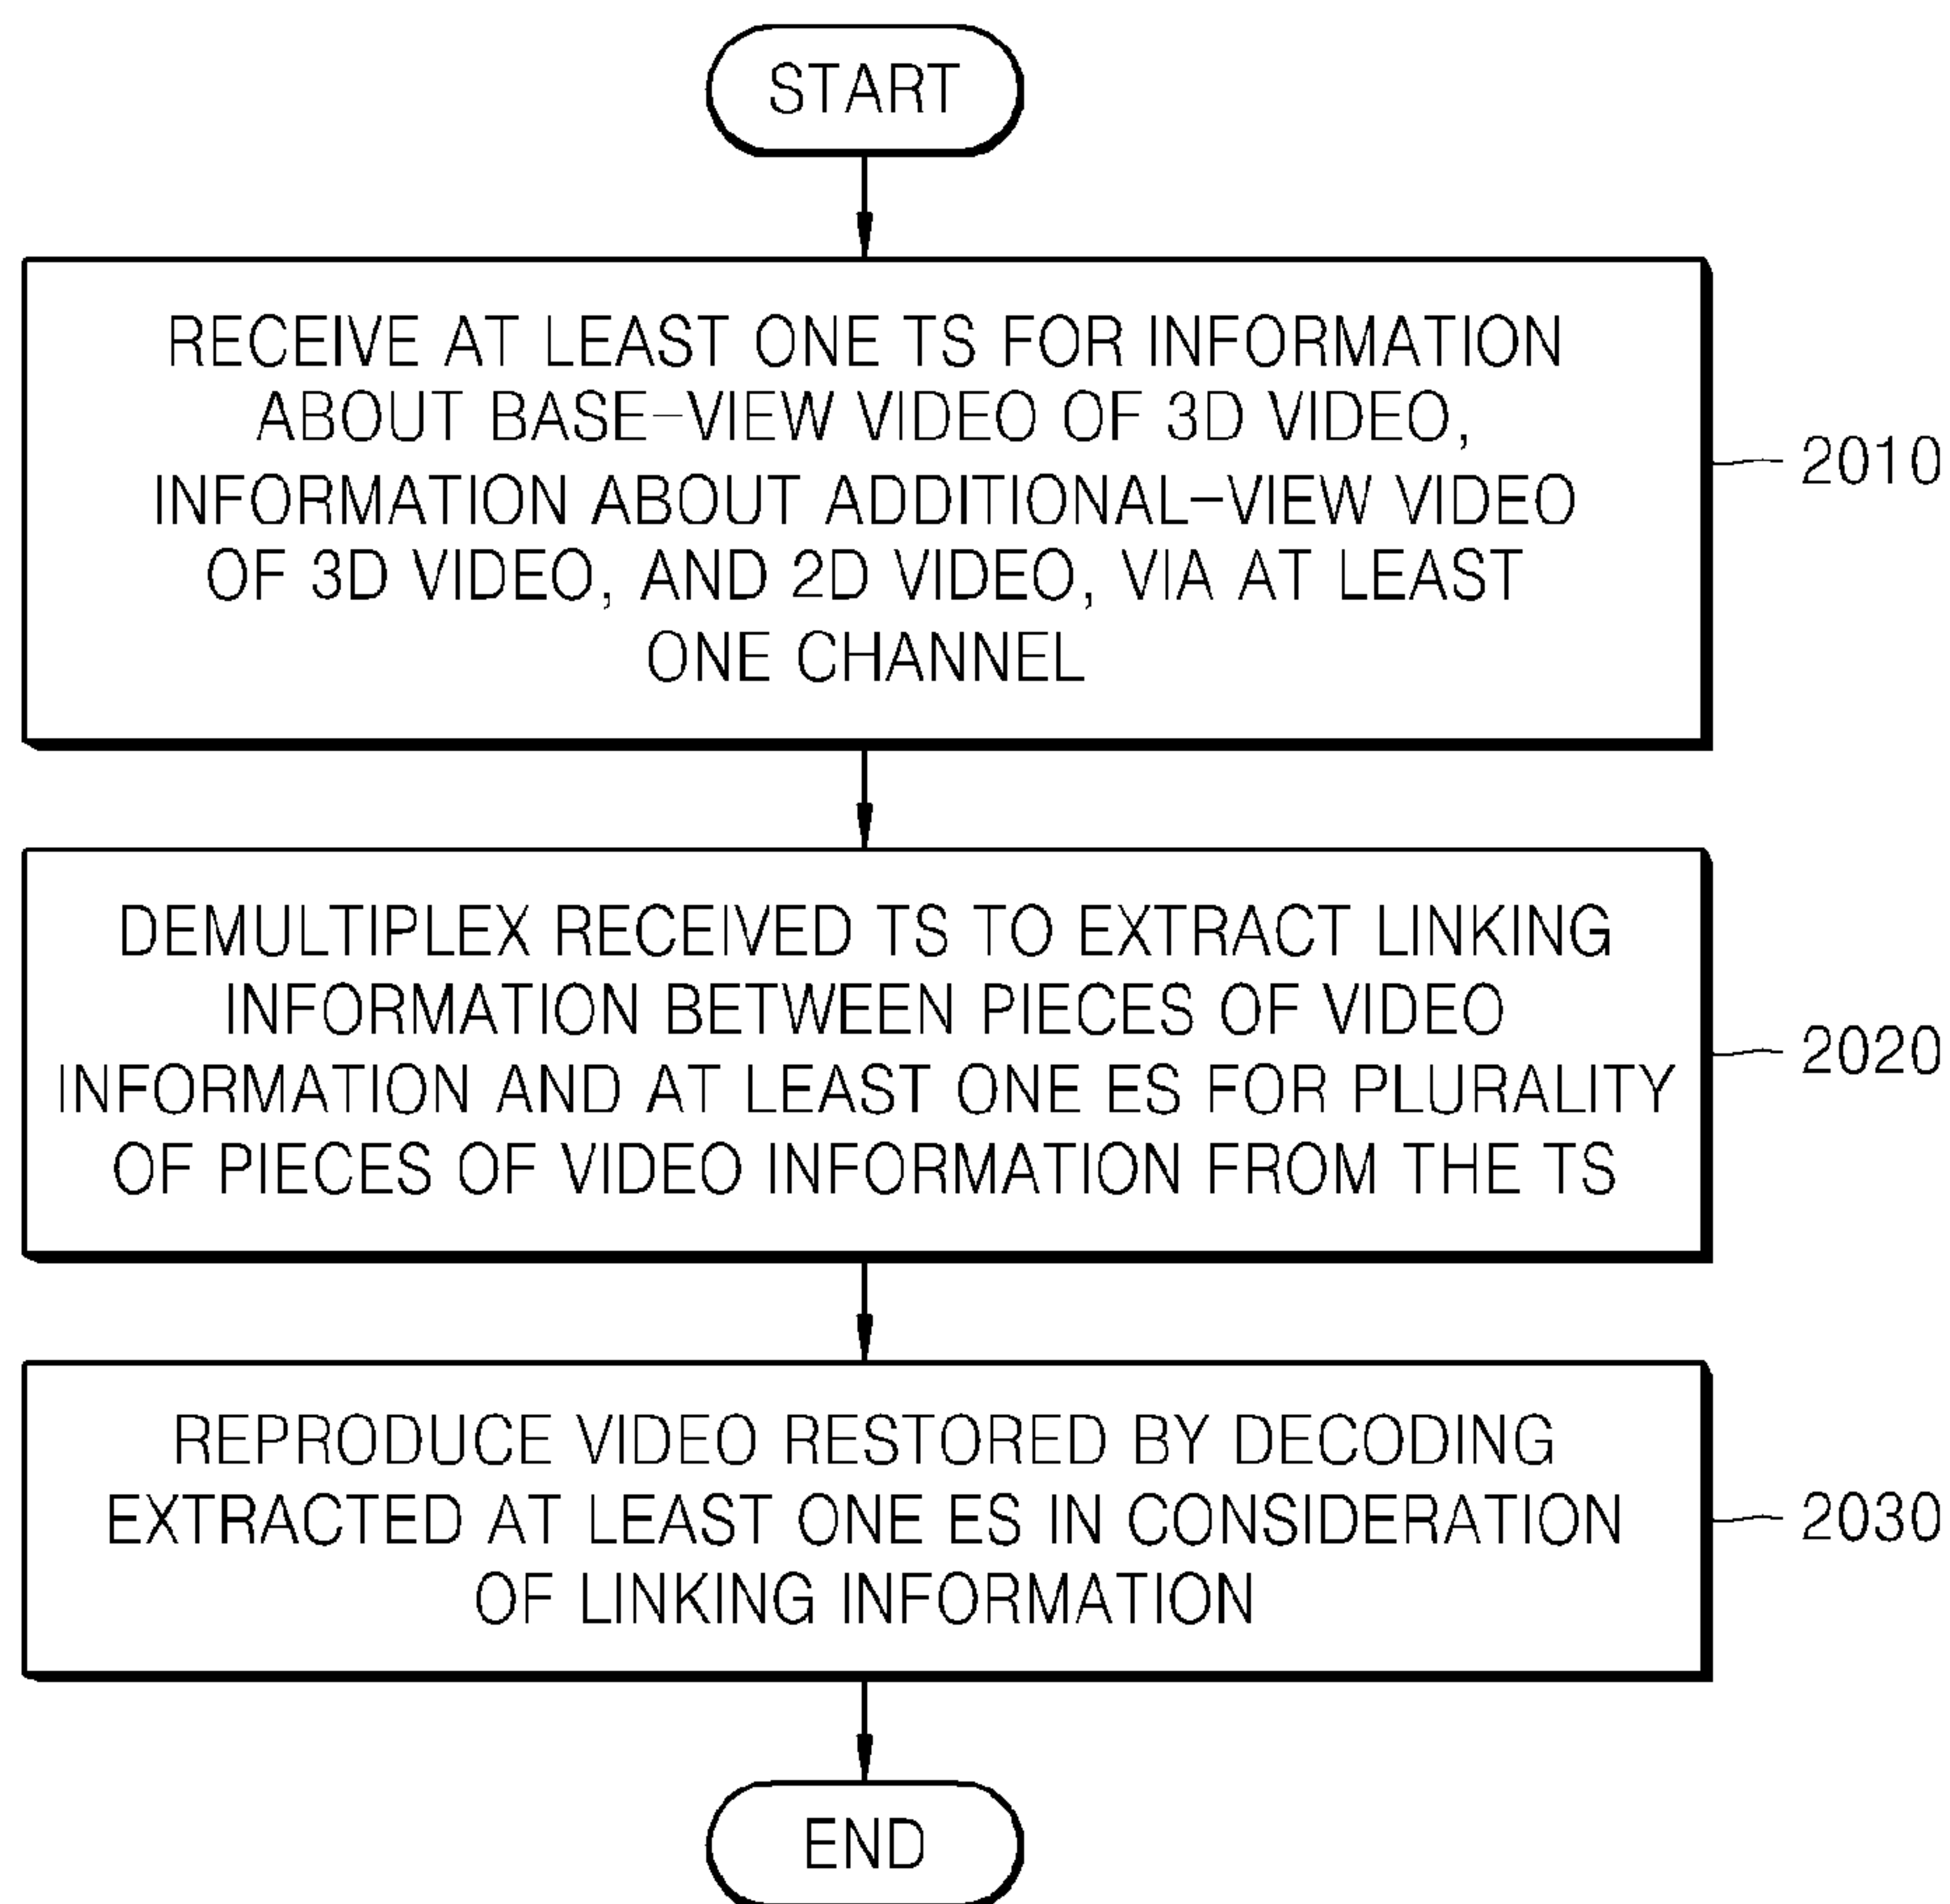 START
RECEIVE AT LEAST ONE TS FOR INFORMATION
ABOUT BASE-VIEW VIDEO OF 3D VIDEO,
INFORMATION ABOUT ADDITIONAL-VIEW VIDEO
OF 3D VIDEO, AND 2D VIDEO, VIA AT LEAST
ONE CHANNEL
2010
DEMULTIPLEX RECEIVED TS TO EXTRACT LINKING
INFORMATION BETWEEN PIECES OF VIDEO
INFORMATION AND AT LEAST ONE ES FOR PLURALITY
OF PIECES OF VIDEO INFORMATION FROM THE TS
2020
REPRODUCE VIDEO RESTORED BY DECODING
EXTRACTED AT LEAST ONE ES IN CONSIDERATION
OF LINKING INFORMATION
2030
END